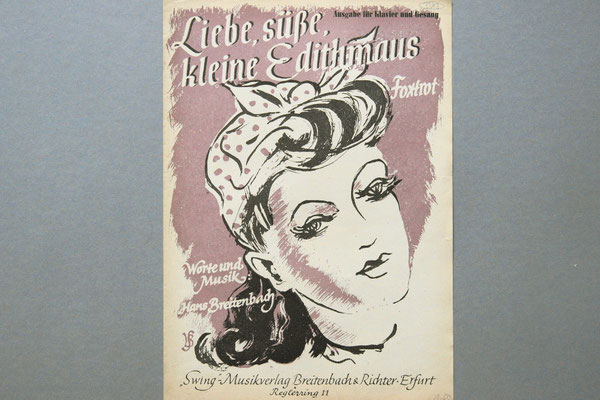 Ausgabe für Klavier und Gesang
Liebe, süße,
kleine Edithmaus
Foxtrot
Worte und
Musik:
Hans Breitenbach
Swing-Musikverlag Breitenbach & Richter-Erfurt
Reglerring 11